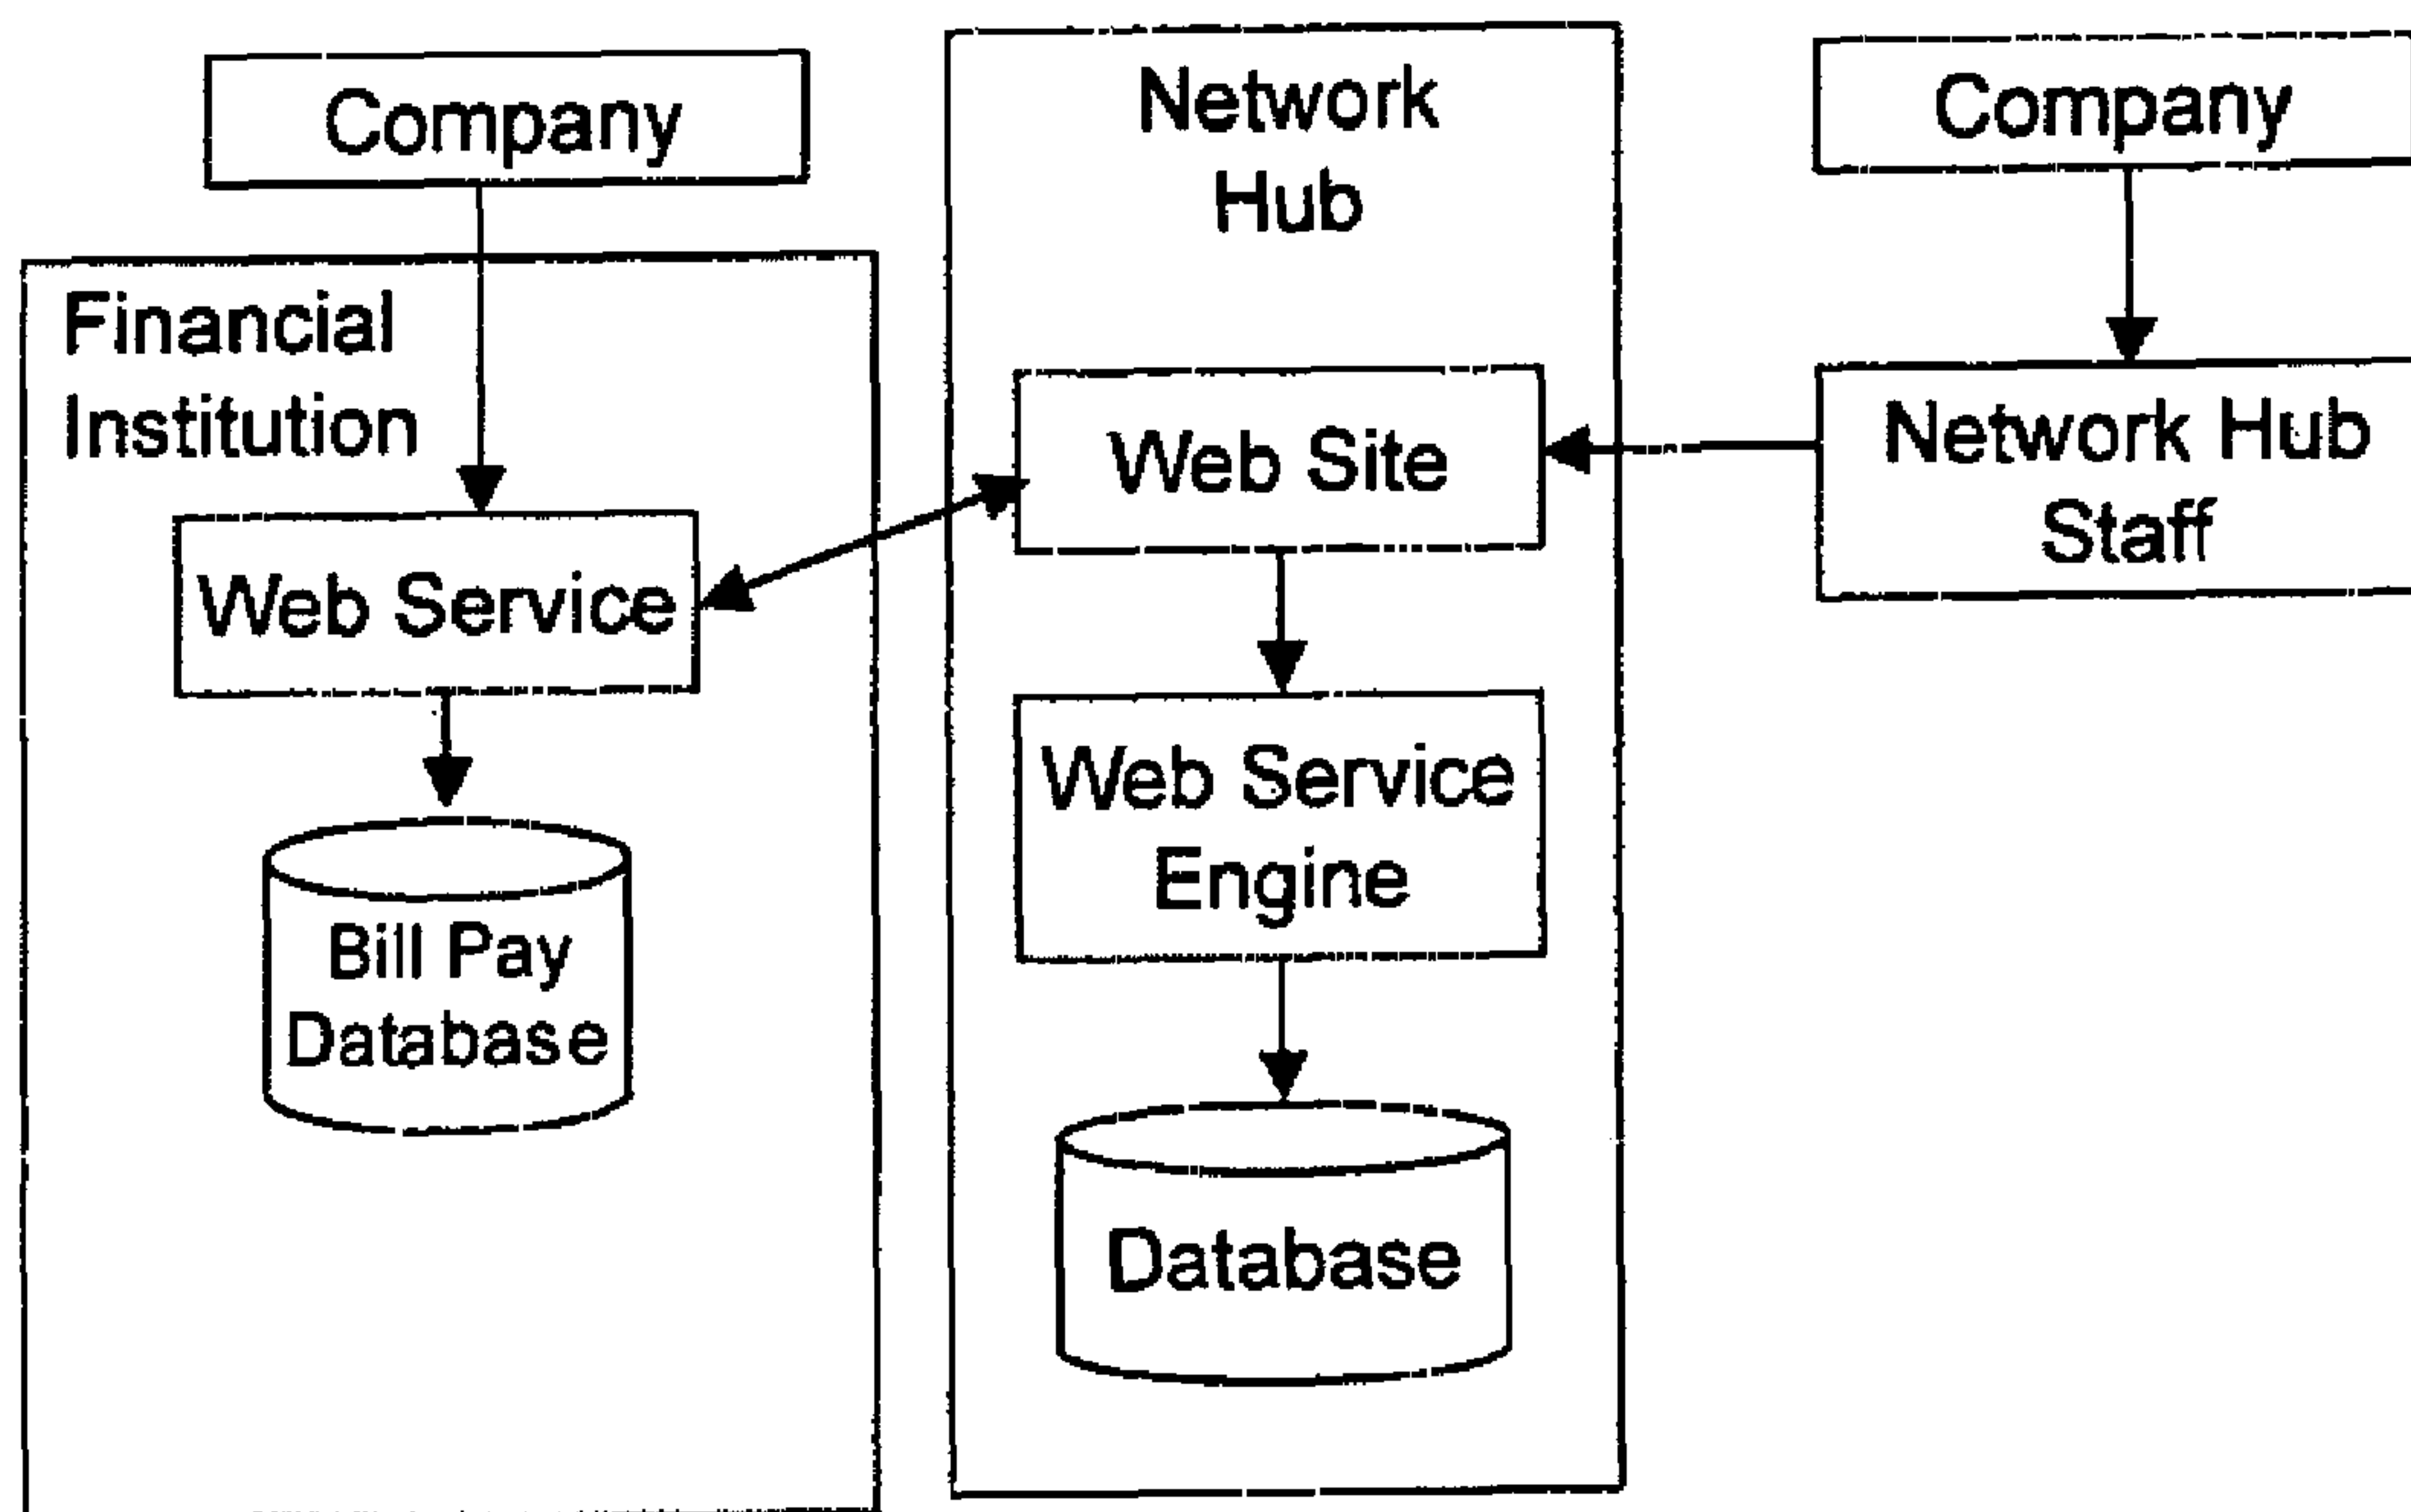 Company
Financial
Institution
Web Service
Bill Pay
Database
Network
Hub
Web Site
Web Service
Engine
Database
Company
Network Hub
Staff